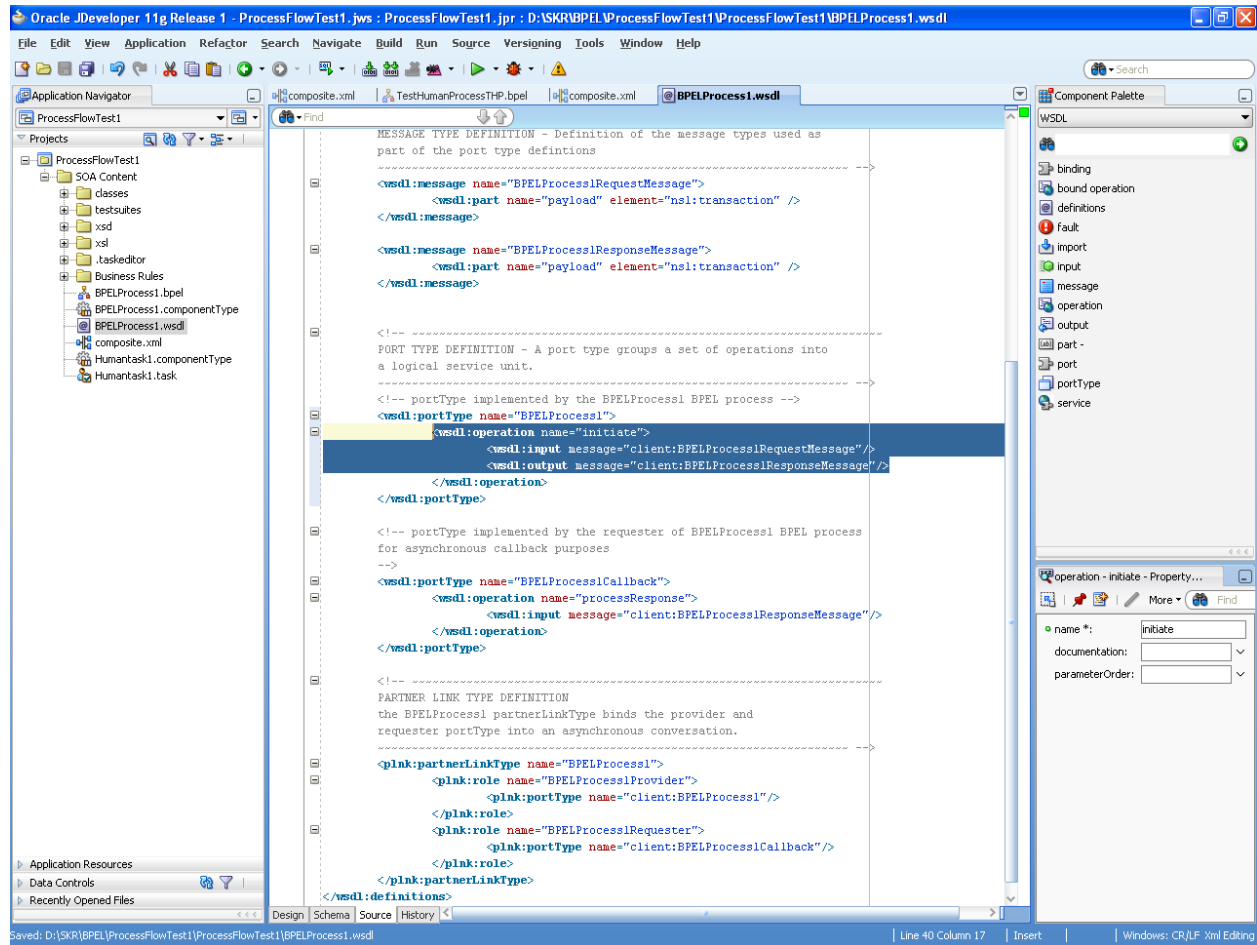 Oracle JDeveloper 11g Release 1 - ProcessFlowTest1.jws : ProcessFlowTest1.jpr : D:\SKR\BPEL\ProcessFlowTest1\ProcessFlowTest1\BPELProcess1.wsdl
File Edit View Application Refactor Search Navigate Build Run Source Versioning Tools Window Help
Search
Application Navigator
composite.xml
TestHumanProcessTHP.bpel
composite.xml
BPELProcess1.wsdl
Component Palette
ProcessFlowTest1
Find
WSDL
Projects
ProcessFlowTest1
SOA Content
classes
testsuites
xsd
xsl
.taskeditor
Business Rules
BPELProcess1.bpel
BPELProcess1.componentType
BPELProcess1.wsdl
composite.xml
Humantask1.componentType
Humantask1.task
Application Resources
Data Controls
Recently Opened Files
MESSAGE TYPE DEFINITION - Definition of the message types used as
part of the port type defintions
~~~~~~~~~~~~~~~~~~~~~~~~~~~~~~~~~~~~~~~~~~~~~~~~~~~~~~~~~~~~~~~~~ -->
<wsdl:message name="BPELProcess1RequestMessage">
<wsdl:part name="payload" element="ns1:transaction" />
</wsdl:message>
<wsdl:message name="BPELProcess1ResponseMessage">
<wsdl:part name="payload" element="ns1:transaction" />
</wsdl:message>
<!-- ~~~~~~~~~~~~~~~~~~~~~~~~~~~~~~~~~~~~~~~~~~~~~~~~~~~~~~~~~~~~~~~~~
PORT TYPE DEFINITION - A port type groups a set of operations into
a logical service unit.
~~~~~~~~~~~~~~~~~~~~~~~~~~~~~~~~~~~~~~~~~~~~~~~~~~~~~~~~~~~~~~~~~ -->
<!-- portType implemented by the BPELProcess1 BPEL process -->
<wsdl:portType name="BPELProcess1">
<wsdl:operation name="initiate">
<wsdl:input message="client:BPELProcess1RequestMessage"/>
<wsdl:output message="client:BPELProcess1ResponseMessage"/>
</wsdl:operation>
</wsdl:portType>
<!-- portType implemented by the requester of BPELProcess1 BPEL process
for asynchronous callback purposes
-->
<wsdl:portType name="BPELProcess1Callback">
<wsdl:operation name="processResponse">
<wsdl:input message="client:BPELProcess1ResponseMessage"/>
</wsdl:operation>
</wsdl:portType>
<!-- ~~~~~~~~~~~~~~~~~~~~~~~~~~~~~~~~~~~~~~~~~~~~~~~~~~~~~~~~~~~~~~~~~
PARTNER LINK TYPE DEFINITION
the BPELProcess1 partnerLinkType binds the provider and
requester portType into an asynchronous conversation.
~~~~~~~~~~~~~~~~~~~~~~~~~~~~~~~~~~~~~~~~~~~~~~~~~~~~~~~~~~~~~~~~~ -->
<plnk:partnerLinkType name="BPELProcess1">
<plnk:role name="BPELProcess1Provider">
<plnk:portType name="client:BPELProcess1"/>
</plnk:role>
<plnk:role name="BPELProcess1Requester">
<plnk:portType name="client:BPELProcess1Callback"/>
</plnk:role>
</plnk:partnerLinkType>
</wsdl:definitions>
Design Schema Source History
binding
bound operation
definitions
fault
import
input
message
operation
output
part -
port
portType
service
operation - initiate - Property...
More Find
name *: initiate
documentation:
parameterOrder:
Saved: D:\SKR\BPEL\ProcessFlowTest1\ProcessFlowTest1\BPELProcess1.wsdl
Line 40 Column 17
Insert
Windows: CR/LF Xml Editing